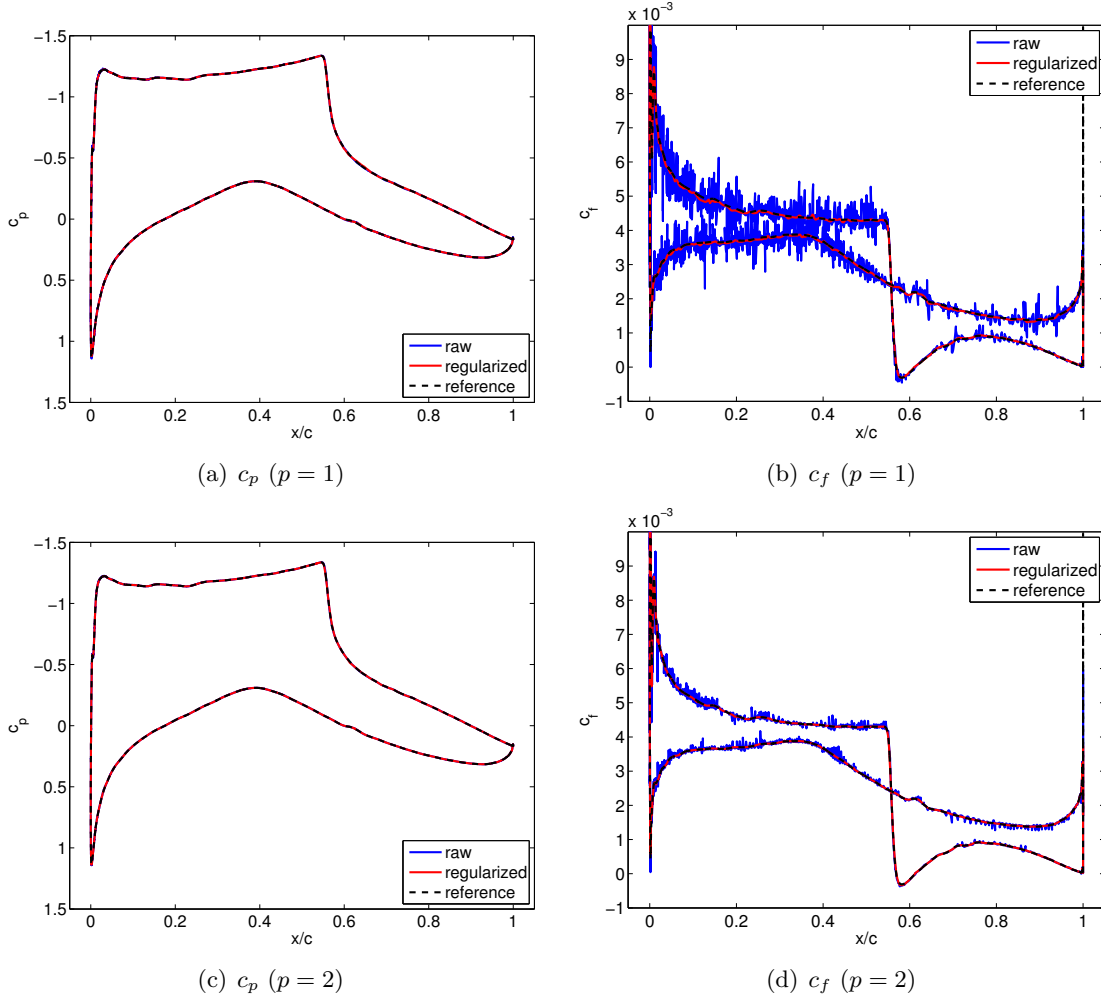 −1.5
−1
−0.5
0
0.5
1
1.5
c_p
0 0.2 0.4 0.6 0.8 1
x/c
raw
regularized
reference
(a) c_p (p = 1)
x 10^−3
9
8
7
6
5
4
3
2
1
0
−1
c_f
0 0.2 0.4 0.6 0.8 1
x/c
raw
regularized
reference
(b) c_f (p = 1)
−1.5
−1
−0.5
0
0.5
1
1.5
c_p
0 0.2 0.4 0.6 0.8 1
x/c
raw
regularized
reference
(c) c_p (p = 2)
x 10^−3
9
8
7
6
5
4
3
2
1
0
−1
c_f
0 0.2 0.4 0.6 0.8 1
x/c
raw
regularized
reference
(d) c_f (p = 2)